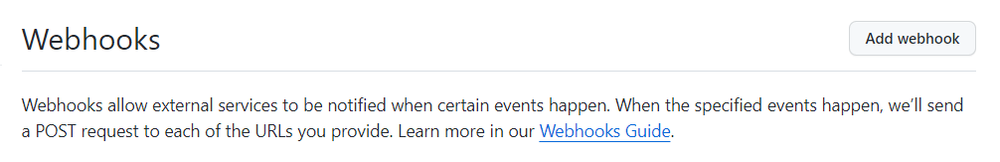 Webhooks
Add webhook
Webhooks allow external services to be notified when certain events happen. When the specified events happen, we’ll send
a POST request to each of the URLs you provide. Learn more in our Webhooks Guide.